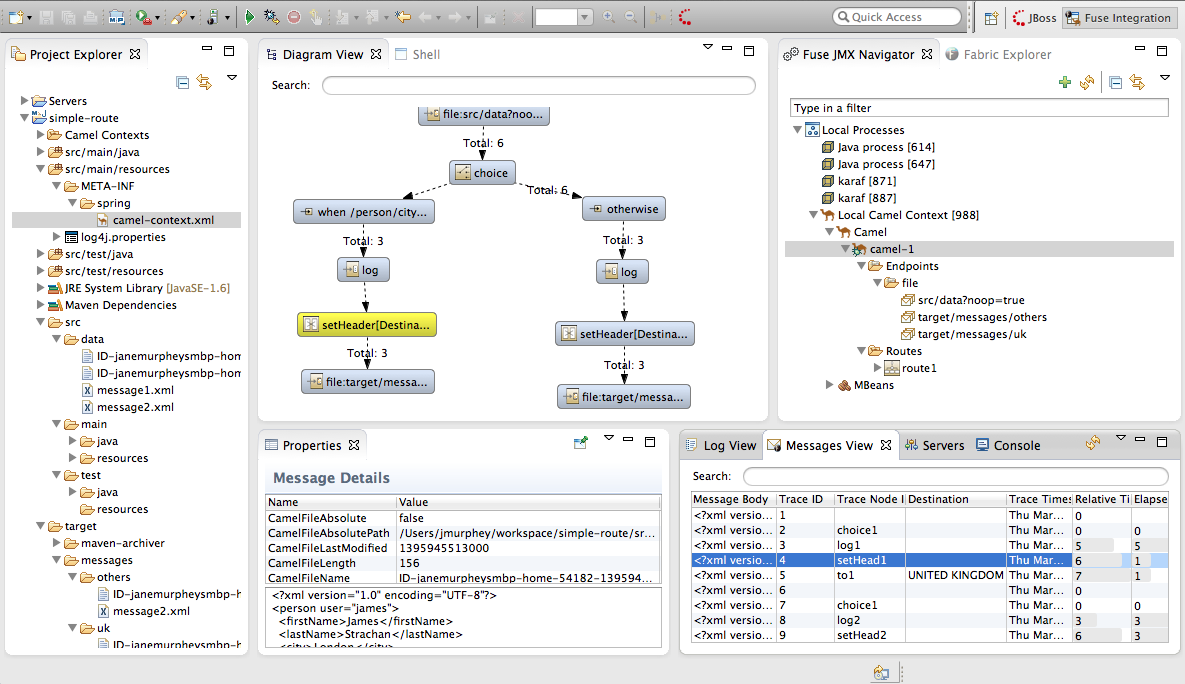 Quick Access
JBoss
Fuse Integration
Project Explorer
Servers
simple-route
Camel Contexts
src/main/java
src/main/resources
META-INF
spring
camel-context.xml
log4j.properties
src/test/java
src/test/resources
JRE System Library [JavaSE-1.6]
Maven Dependencies
src
data
ID-janemurpheysmbp-hom
ID-janemurpheysmbp-hom
message1.xml
message2.xml
main
java
resources
test
java
resources
target
maven-archiver
messages
others
ID-janemurpheysmbp-h
message2.xml
uk
ID-janemurpheysmbp-h
Diagram View
Shell
Search:
file:src/data?noo...
Total: 6
choice
Total: 6
when /person/city...
otherwise
Total: 3
Total: 3
log
log
setHeader[Destina...
setHeader[Destina...
Total: 3
Total: 3
file:target/messa...
file:target/messa...
Fuse JMX Navigator
Fabric Explorer
Type in a filter
Local Processes
Java process [614]
Java process [647]
karaf [871]
karaf [887]
Local Camel Context [988]
Camel
camel-1
Endpoints
file
src/data?noop=true
target/messages/others
target/messages/uk
Routes
route1
MBeans
Properties
Message Details
Name Value
CamelFileAbsolute false
CamelFileAbsolutePath /Users/jmurphey/workspace/simple-route/sr...
CamelFileLastModified 1395945513000
CamelFileLength 156
CamelFileName ID-janemurpheysmbp-home-54182-139594...
<?xml version="1.0" encoding="UTF-8"?>
<person user="james">
<firstName>James</firstName>
<lastName>Strachan</lastName>
<city>London</city>
Log View
Messages View
Servers
Console
Search:
Message Body Trace ID Trace Node I Destination Trace Times Relative Ti Elapse
<?xml versio... 1 Thu Mar... 0
<?xml versio... 2 choice1 Thu Mar... 0 0
<?xml versio... 3 log1 Thu Mar... 5 5
<?xml versio... 4 setHead1 Thu Mar... 6 1
<?xml versio... 5 to1 UNITED KINGDOM Thu Mar... 7 1
<?xml versio... 6 Thu Mar... 0
<?xml versio... 7 choice1 Thu Mar... 0 0
<?xml versio... 8 log2 Thu Mar... 3 3
<?xml versio... 9 setHead2 Thu Mar... 6 3